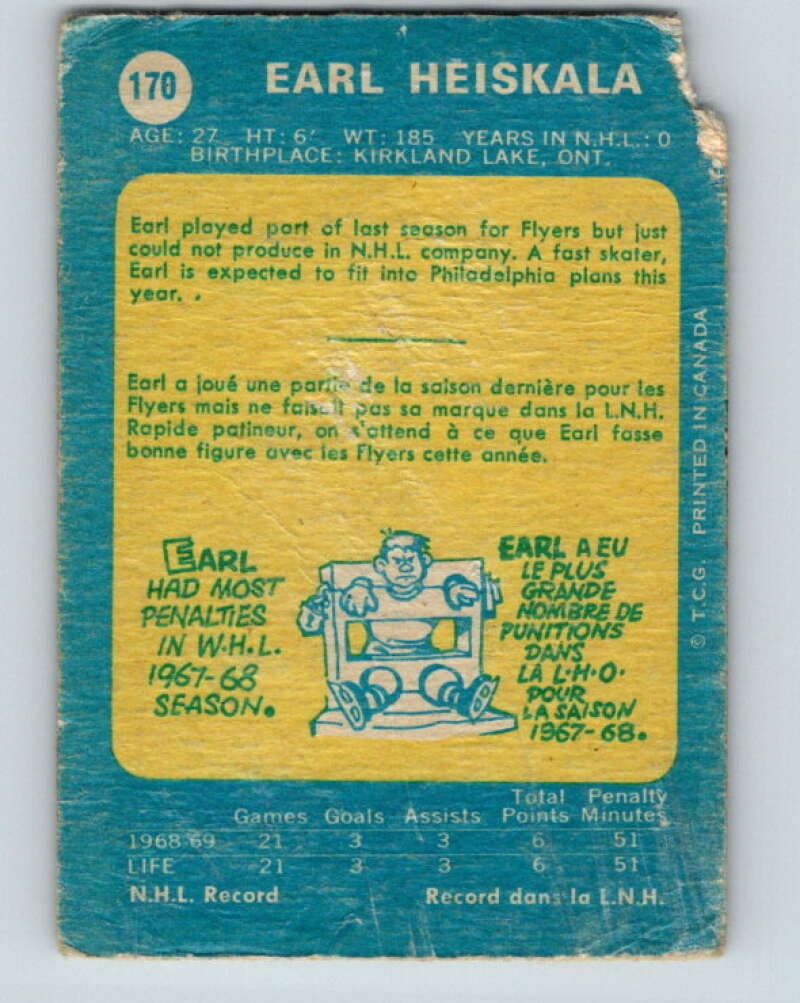 170
EARL HEISKALA
AGE: 27 HT: 6' WT: 185 YEARS IN N.H.L.: 0
BIRTHPLACE: KIRKLAND LAKE, ONT.
Earl played part of last season for Flyers but just
could not produce in N.H.L. company. A fast skater,
Earl is expected to fit into Philadelphia plans this
year. .
Earl a joué une partie de la saison dernière pour les
Flyers mais ne faisait pas sa marque dans la L.N.H.
Rapide patineur, on s'attend à ce que Earl fasse
bonne figure avec les Flyers cette année.
EARL
HAD MOST
PENALTIES
IN W.H.L.
1967-68
SEASON.
EARL A EU
LE PLUS
GRANDE
NOMBRE DE
PUNITIONS
DANS
LA L.H.O.
POUR
LA SAISON
1967-68.
© T.C.G. PRINTED IN CANADA
Total Penalty
Games Goals Assists Points Minutes
1968-69 21 3 3 6 51
LIFE 21 3 3 6 51
N.H.L. Record Record dans la L.N.H.